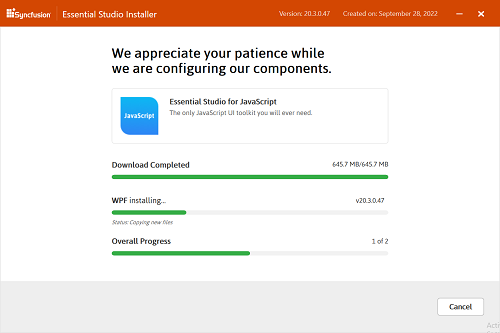 Syncfusion Essential Studio Installer Version: 20.3.0.47 Created on: September 28, 2022
We appreciate your patience while
we are configuring our components.
JavaScript
Essential Studio for JavaScript
The only JavaScript UI toolkit you will ever need.
Download Completed 645.7 MB/645.7 MB
WPF installing... v20.3.0.47
Status: Copying new files
Overall Progress 1 of 2
Cancel
Acti